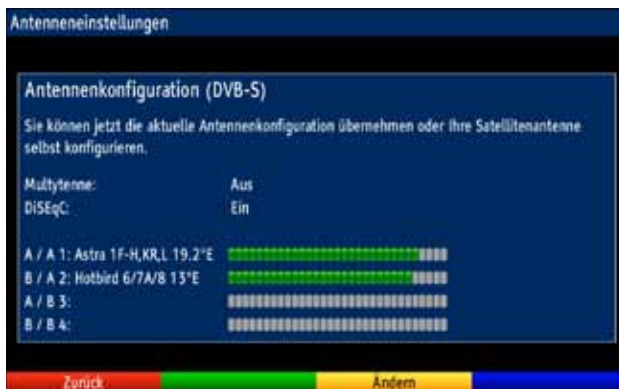 Antenneneinstellungen
Antennenkonfiguration (DVB-S)
Sie können jetzt die aktuelle Antennenkonfiguration übernehmen oder Ihre Satellitenantenne
selbst konfigurieren.
Multytenne: Aus
DiSEqC: Ein
A / A 1: Astra 1F-H,KR,L 19.2°E
B / A 2: Hotbird 6/7A/8 13°E
A / B 3:
B / B 4:
Zurück Ändern